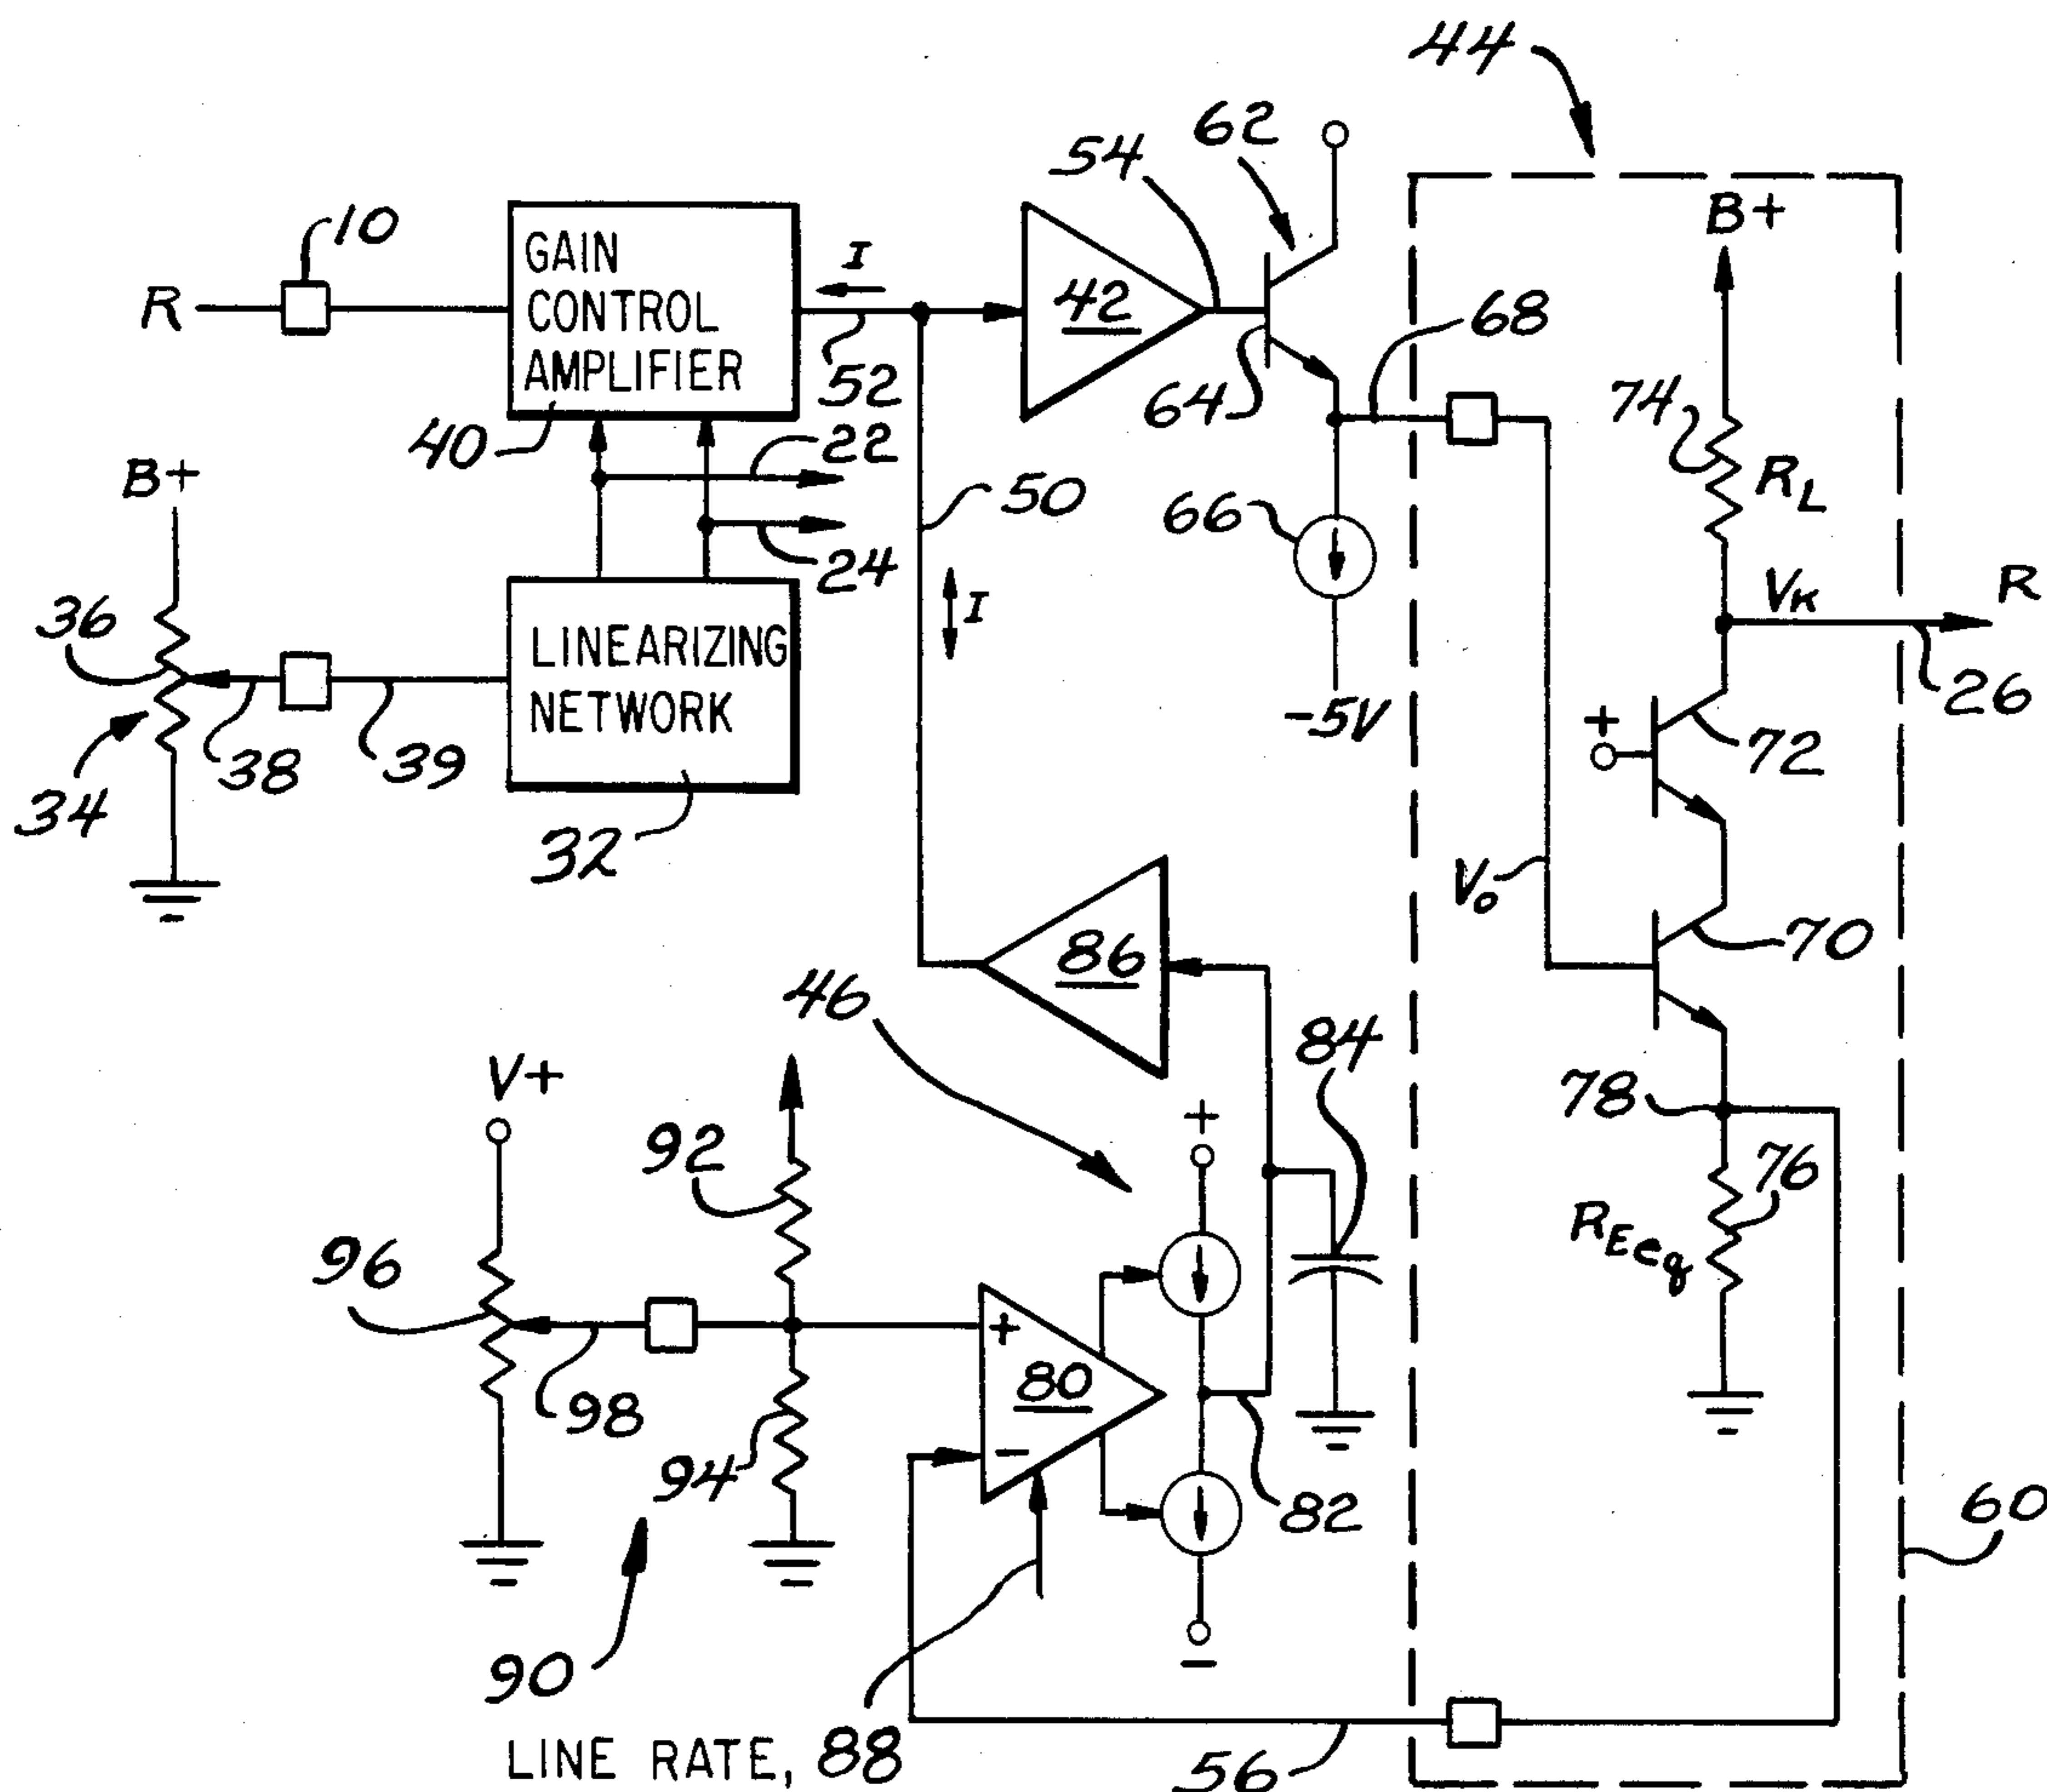 44
62
54
B+
10
GAIN
CONTROL
AMPLIFIER
I
42
R
68
52
64
74
40
22
RL
B+
50
66
24
VK
R
36
LINEARIZING
NETWORK
I
26
-5V
+
72
38
39
34
32
Vo
70
86
46
84
V+
78
92
+
76
REeq
96
+
80
98
94
-
82
60
90
-
LINE RATE, 88
56